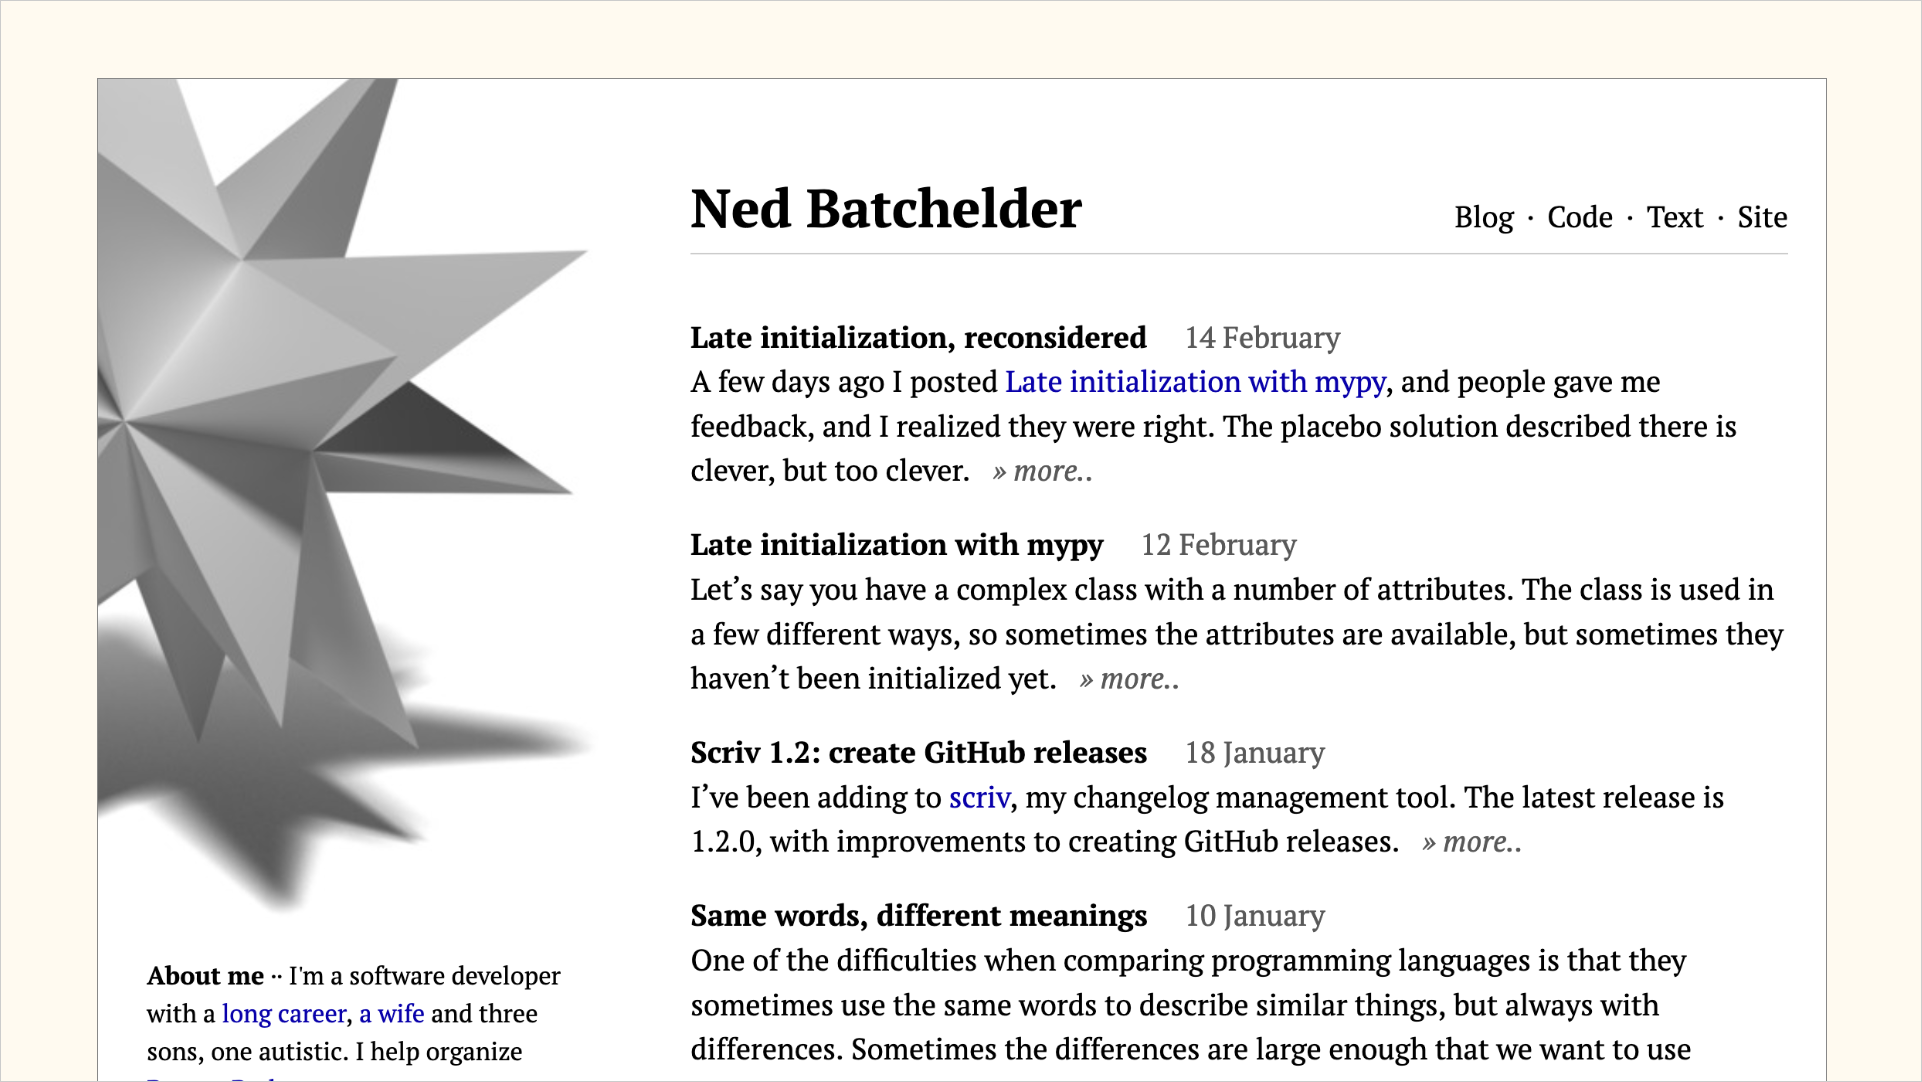 Ned Batchelder
Blog · Code · Text · Site
Late initialization, reconsidered 14 February
A few days ago I posted Late initialization with mypy, and people gave me
feedback, and I realized they were right. The placebo solution described there is
clever, but too clever. » more..
Late initialization with mypy 12 February
Let’s say you have a complex class with a number of attributes. The class is used in
a few different ways, so sometimes the attributes are available, but sometimes they
haven’t been initialized yet. » more..
Scriv 1.2: create GitHub releases 18 January
I’ve been adding to scriv, my changelog management tool. The latest release is
1.2.0, with improvements to creating GitHub releases. » more..
Same words, different meanings 10 January
One of the difficulties when comparing programming languages is that they
sometimes use the same words to describe similar things, but always with
differences. Sometimes the differences are large enough that we want to use
About me ·· I'm a software developer
with a long career, a wife and three
sons, one autistic. I help organize